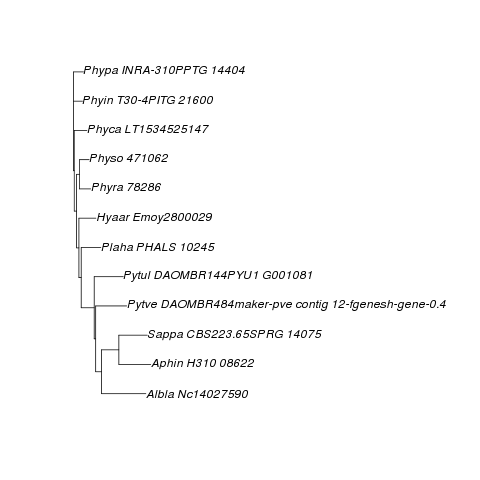 Phypa INRA-310PPTG 14404
Phyin T30-4PITG 21600
Phyca LT1534525147
Physo 471062
Phyra 78286
Hyaar Emoy2800029
Plaha PHALS 10245
Pytul DAOMBR144PYU1 G001081
Pytve DAOMBR484maker-pve contig 12-fgenesh-gene-0.4
Sappa CBS223.65SPRG 14075
Aphin H310 08622
Albla Nc14027590